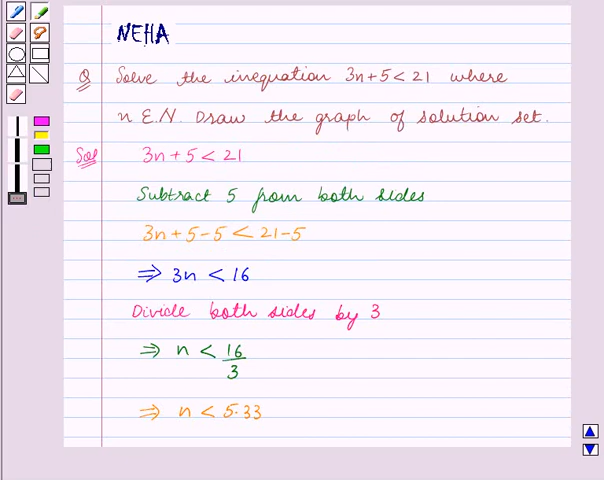 NEHA
Q Solve the inequation 3n+5<21 where
n E.N. Draw the graph of solution set.
Sol 3n+5<21
Subtract 5 from both sides
3n+5-5<21-5
⇒ 3n < 16
Divide both sides by 3
⇒ n < 16/3
⇒ n < 5.33